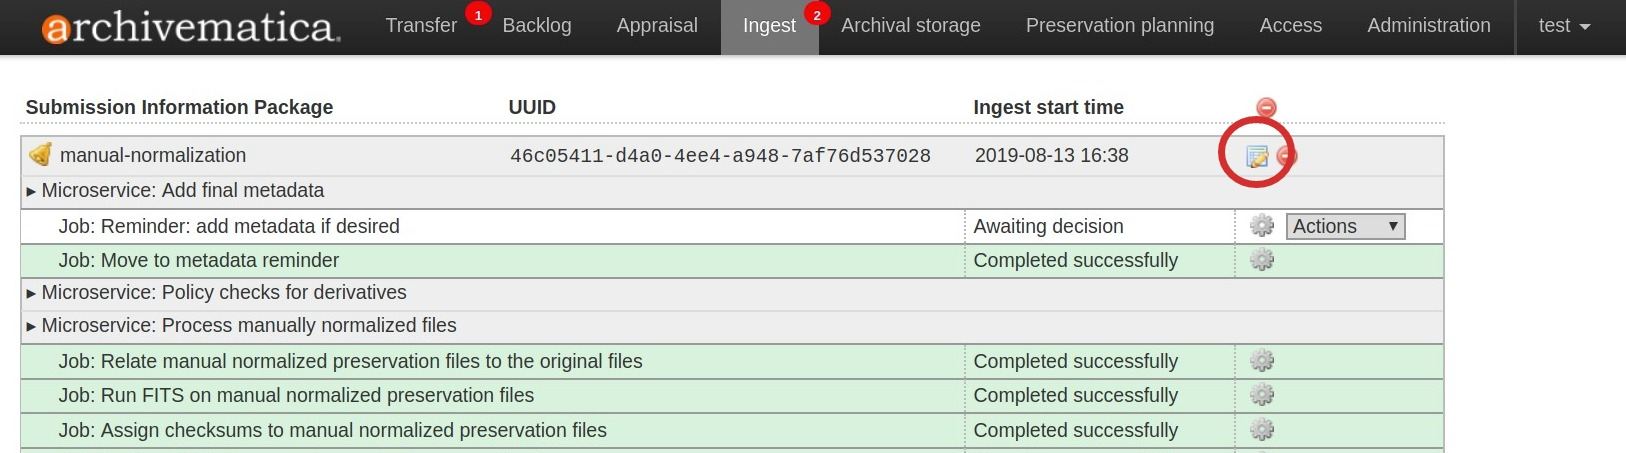 archivematica.
Transfer 1 Backlog Appraisal Ingest 2 Archival storage Preservation planning Access Administration test
Submission Information Package UUID Ingest start time
manual-normalization 46c05411-d4a0-4ee4-a948-7af76d537028 2019-08-13 16:38
Microservice: Add final metadata
Job: Reminder: add metadata if desired Awaiting decision Actions
Job: Move to metadata reminder Completed successfully
Microservice: Policy checks for derivatives
Microservice: Process manually normalized files
Job: Relate manual normalized preservation files to the original files Completed successfully
Job: Run FITS on manual normalized preservation files Completed successfully
Job: Assign checksums to manual normalized preservation files Completed successfully